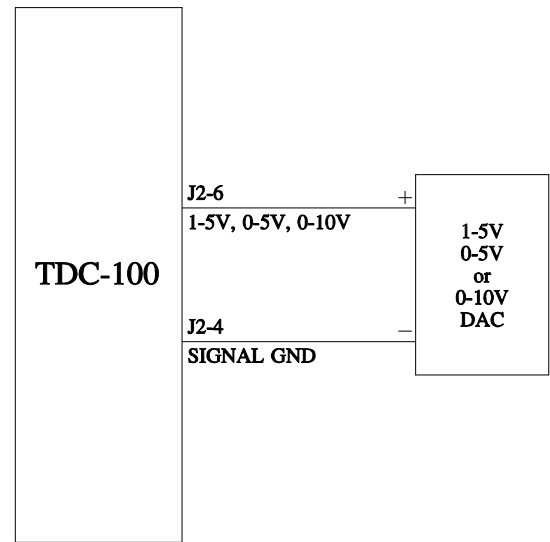 J2-6
+
1-5V, 0-5V, 0-10V
TDC-100
1-5V
0-5V
or
0-10V
DAC
J2-4
−
SIGNAL GND